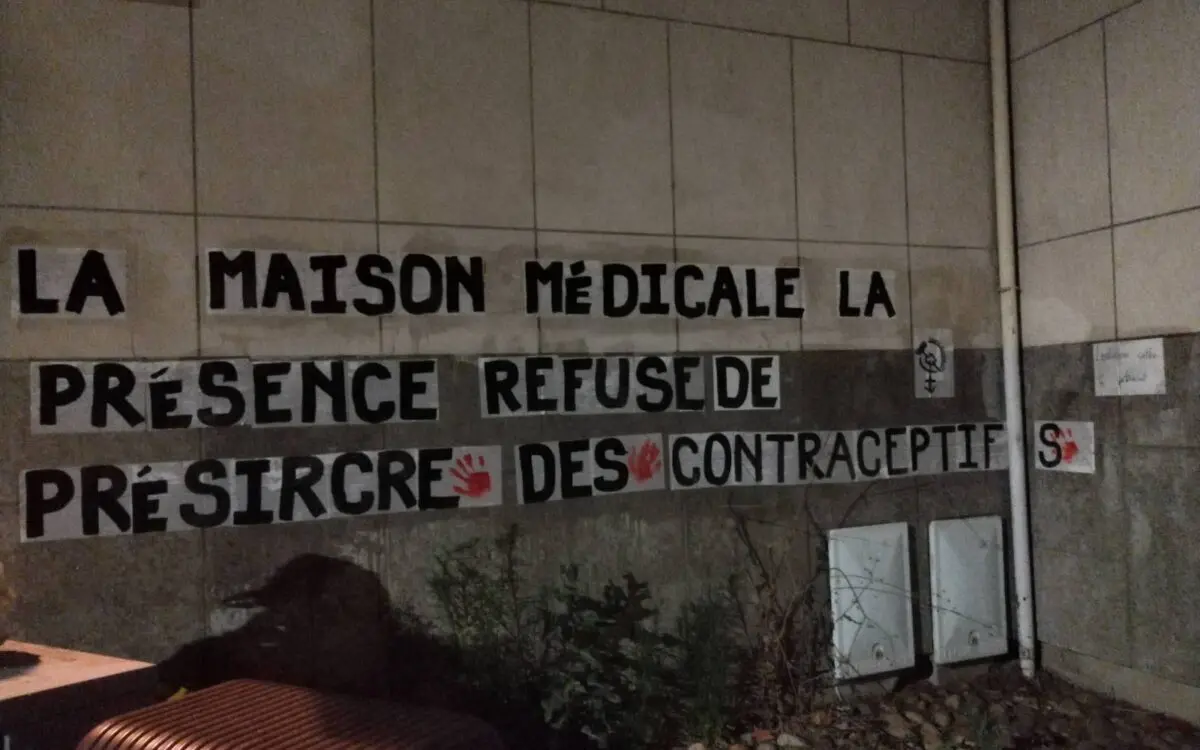 LA MAISON MÉDICALE LA
PRÉSENCE REFUSE DE
PRÉSIRCRE DES CONTRACEPTIFS